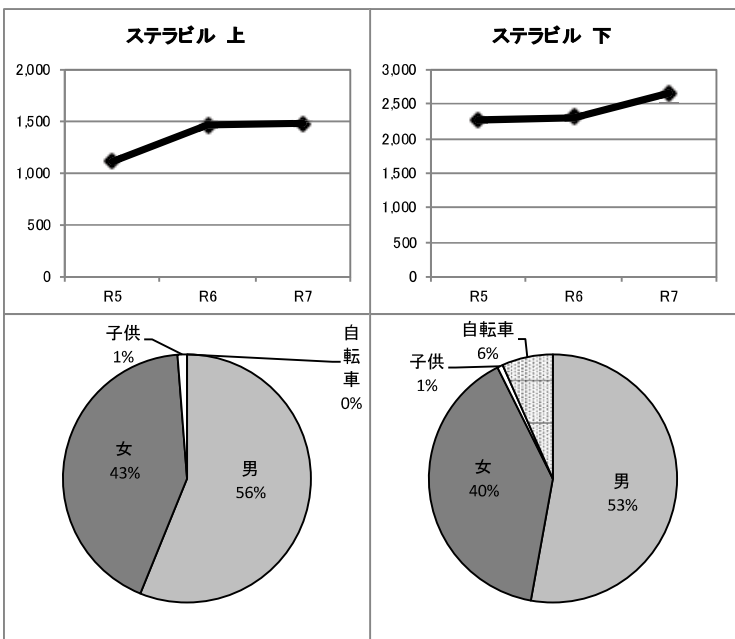 ステラビル 上
2,000
1,500
1,000
500
0
R5 R6 R7
ステラビル 下
3,000
2,500
2,000
1,500
1,000
500
0
R5 R6 R7
子供
1%
自
転
車
0%
女
43%
男
56%
自転車
6%
子供
1%
女
40%
男
53%